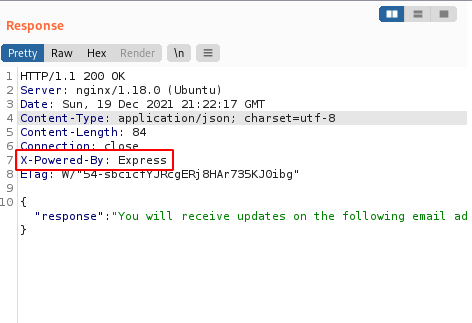 Response
Pretty Raw Hex Render \n
1 HTTP/1.1 200 OK
2 Server: nginx/1.18.0 (Ubuntu)
3 Date: Sun, 19 Dec 2021 21:22:17 GMT
4 Content-Type: application/json; charset=utf-8
5 Content-Length: 84
6 Connection: close
7 X-Powered-By: Express
8 ETag: W/"54-sbcicfYJRcgERj8HAr735KJ0ibg"
9
10 {
"response":"You will receive updates on the following email ad
}